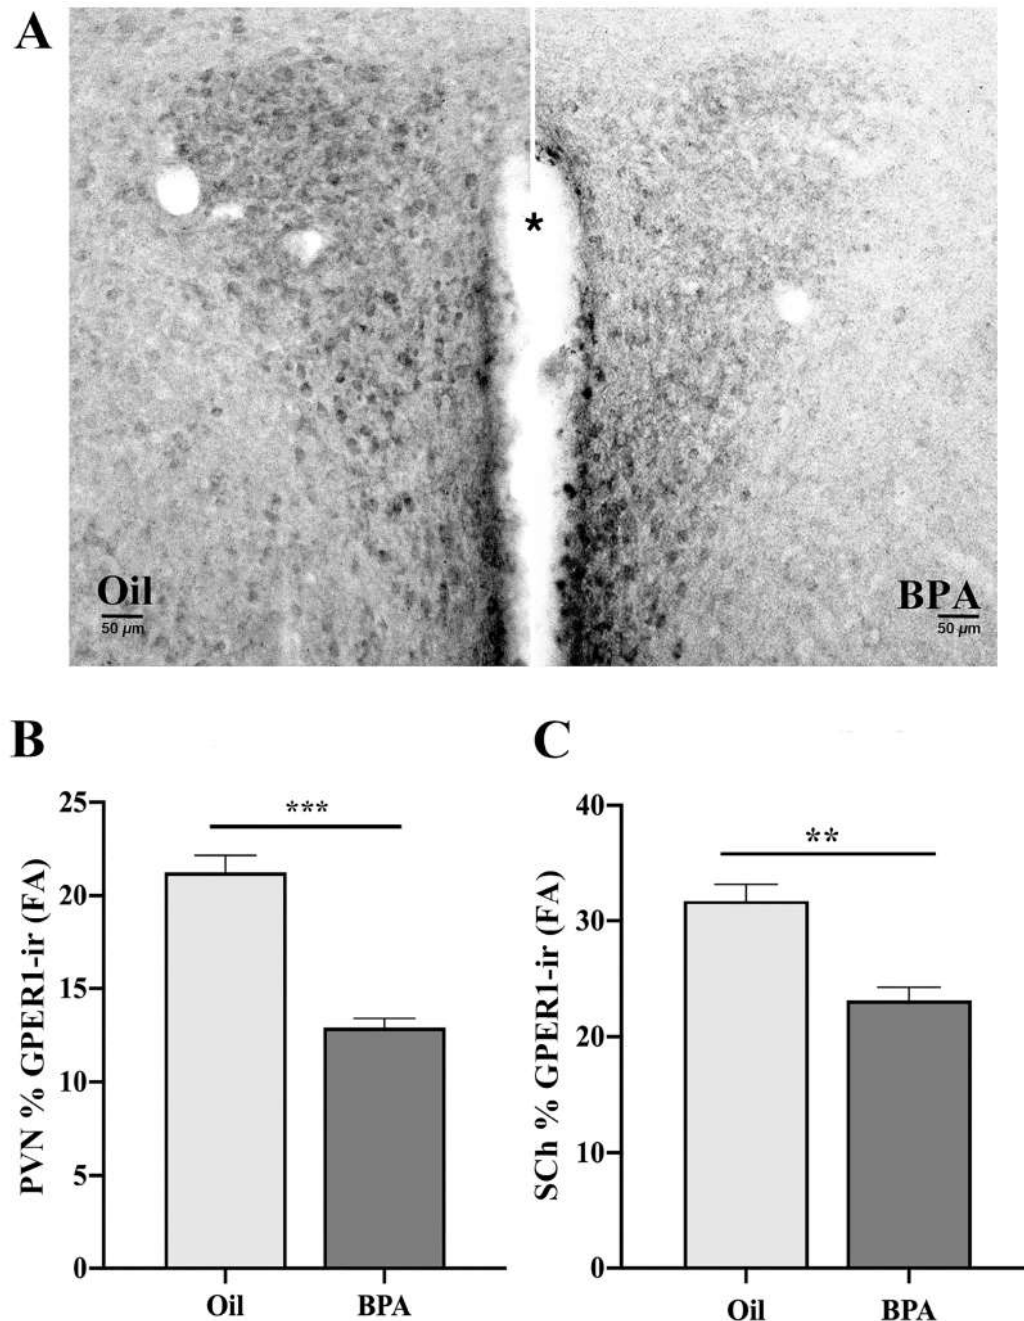 A
*
Oil
50 µm
BPA
50 µm
B
PVN % GPER1-ir (FA)
25
20
15
10
5
0
***
Oil
BPA
C
SCh % GPER1-ir (FA)
40
30
20
10
0
**
Oil
BPA